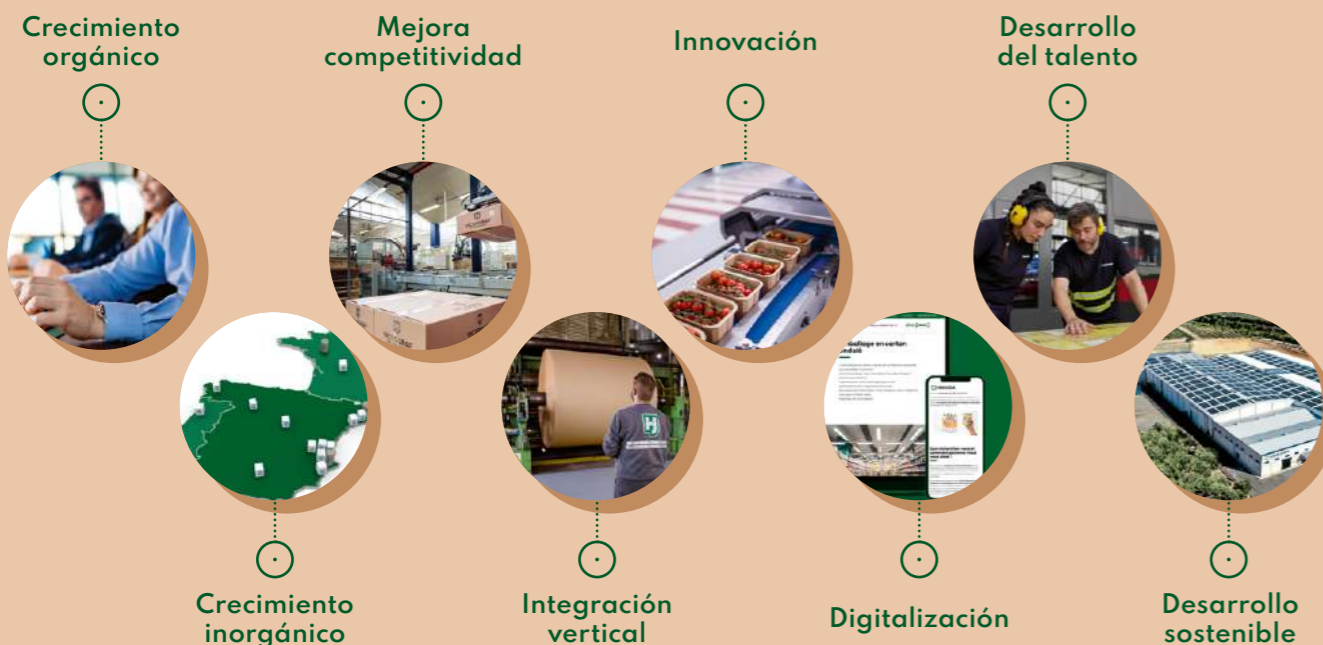 Crecimiento
orgánico
Mejora
competitividad
Innovación
Desarrollo
del talento
Crecimiento
inorgánico
Integración
vertical
Digitalización
Desarrollo
sostenible